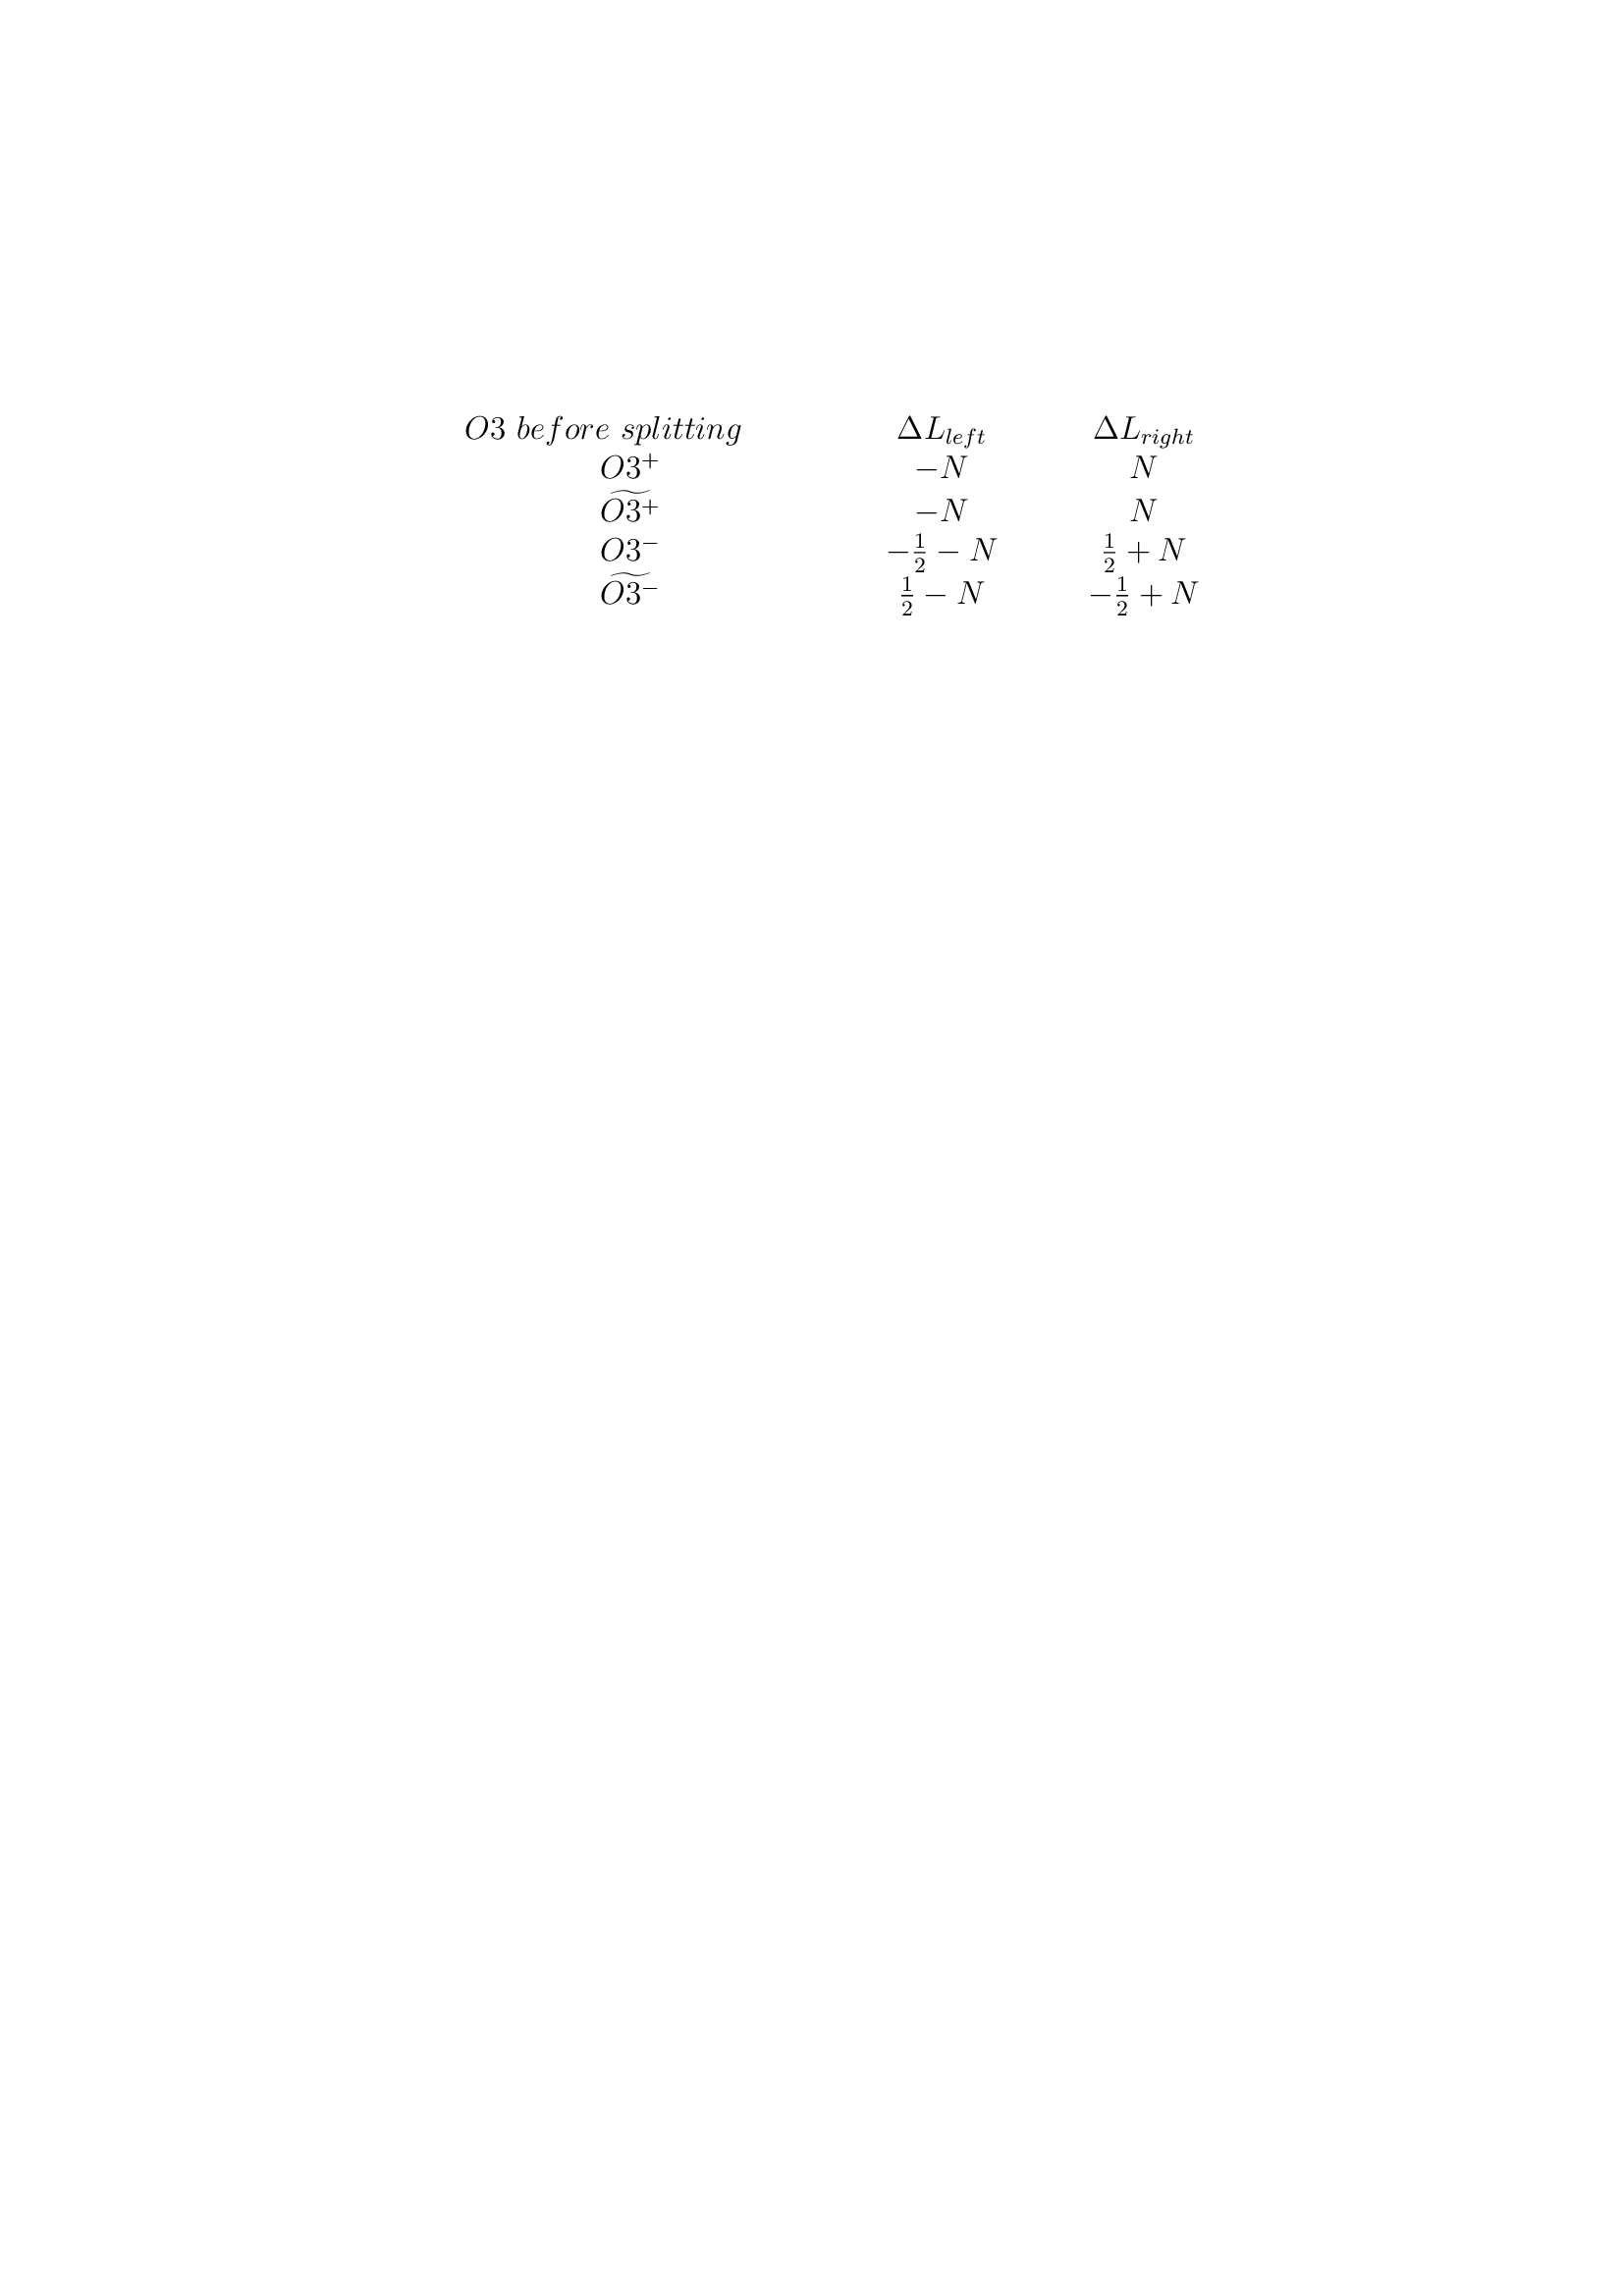 $O3 \ before \ splitting$ $\Delta L_{left}$ $\Delta L_{right}$
$O3^{+}$ $-N$ $N$
$\widetilde{O3^{+}}$ $-N$ $N$
$O3^{-}$ $-\frac{1}{2} - N$ $\frac{1}{2} + N$
$\widetilde{O3^{-}}$ $\frac{1}{2} - N$ $-\frac{1}{2} + N$